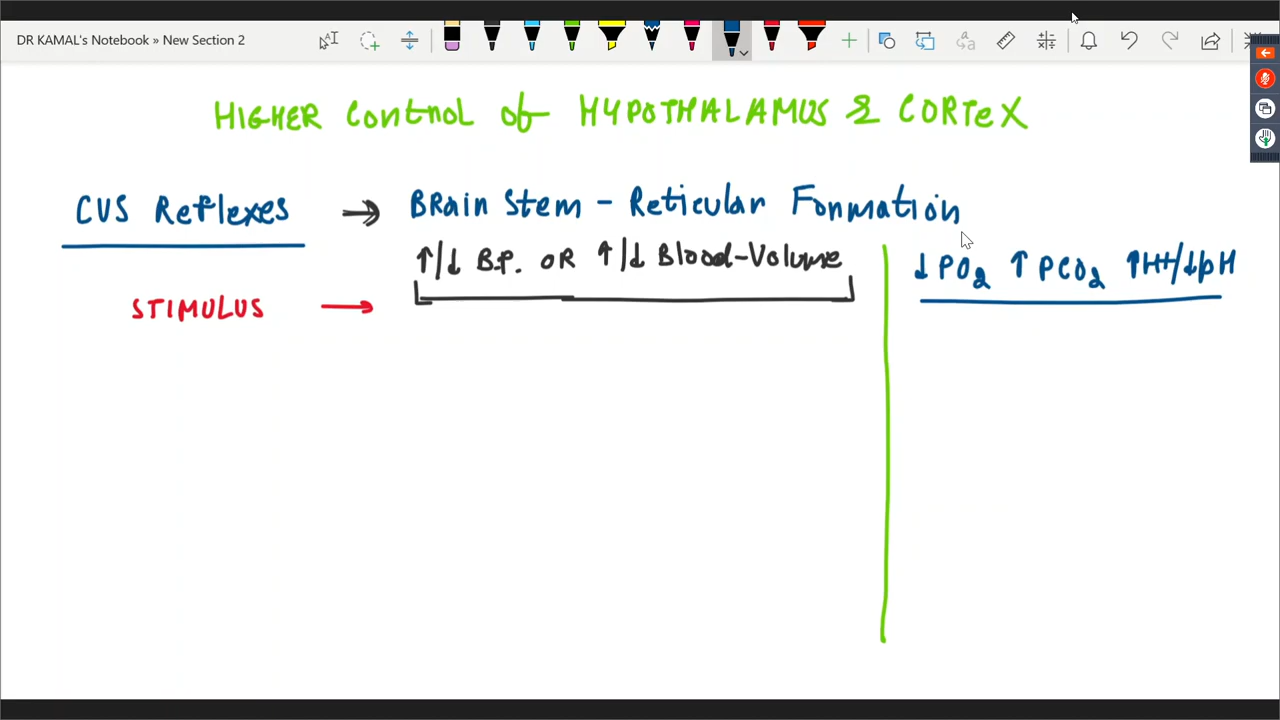 DR KAMAL's Notebook » New Section 2
HIGHER Control of HYPOTHALAMUS & CORTeX
CVS Reflexes → BRain Stem - Reticular Formation
↑/↓ B.P. OR ↑/↓ Blood-Volume
↓ PO2 ↑ PCO2 ↑H+/↓pH
STIMULUS →